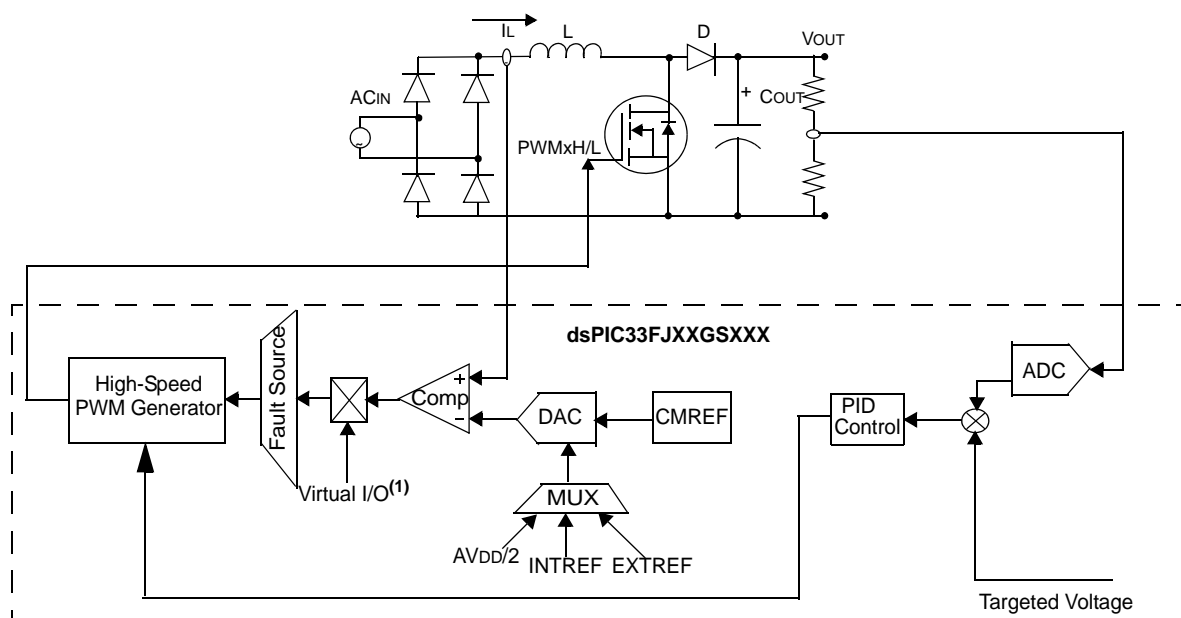 IL
L
D
VOUT
ACIN
+
COUT
~
PWMxH/L
dsPIC33FJXXGSXXX
High-Speed
PWM Generator
Fault Source
Comp
+
–
DAC
CMREF
PID
Control
ADC
Virtual I/O(1)
MUX
AVDD/2
INTREF
EXTREF
Targeted Voltage